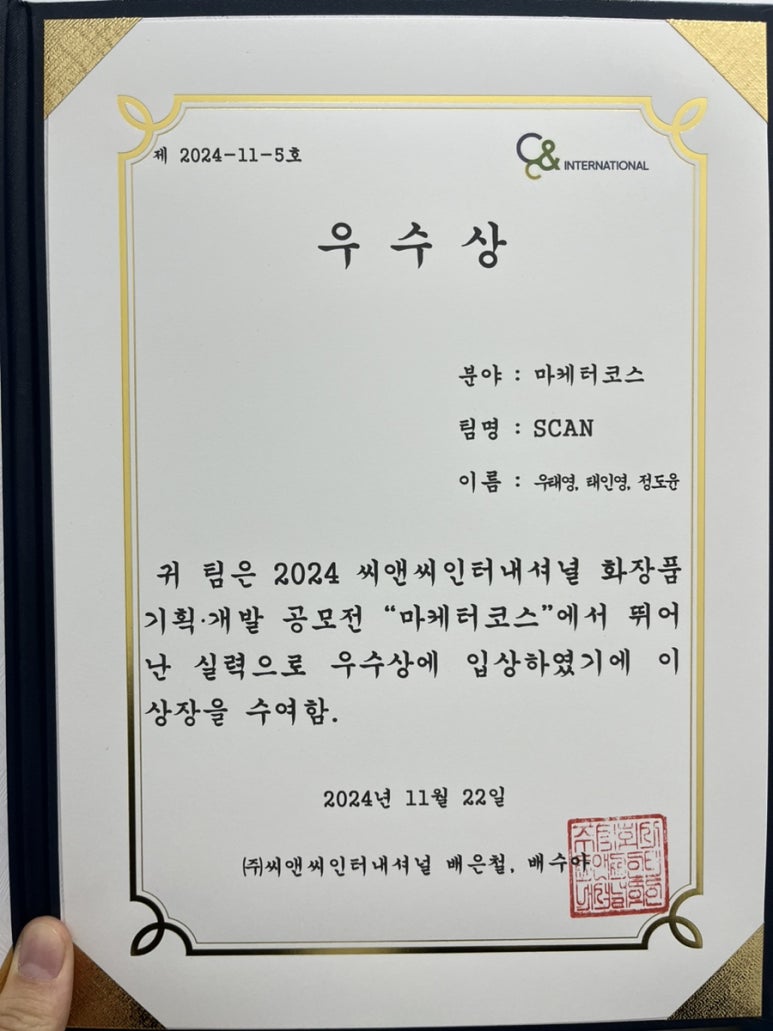 제 2024-11-5호
C&C INTERNATIONAL
우 수 상
분야 : 마케터코스
팀명 : SCAN
이름 : 우태영, 태인영, 정도윤
귀 팀은 2024 씨앤씨인터내셔널 화장품
기획·개발 공모전 “마케터코스”에서 뛰어
난 실력으로 우수상에 입상하였기에 이
상장을 수여함.
2024년 11월 22일
㈜씨앤씨인터내셔널 배은철, 배수아